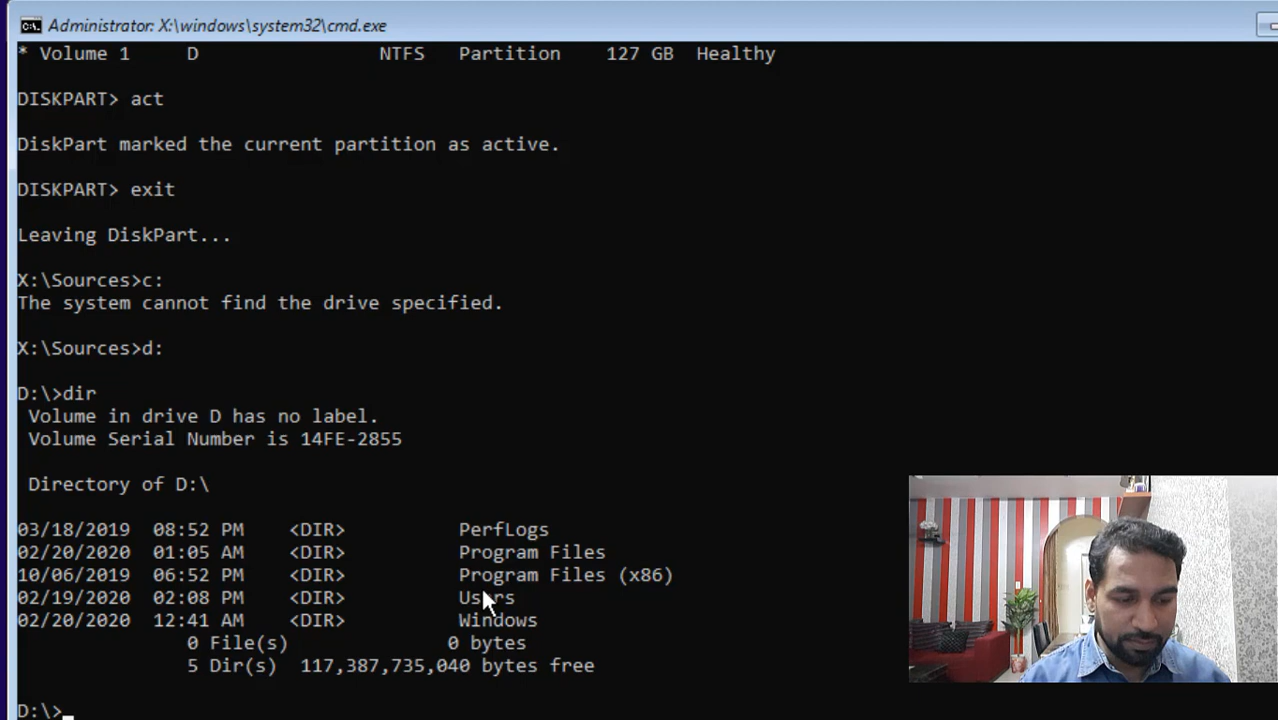 Administrator: X:\windows\system32\cmd.exe
* Volume 1 D NTFS Partition 127 GB Healthy
DISKPART> act
DiskPart marked the current partition as active.
DISKPART> exit
Leaving DiskPart...
X:\Sources>c:
The system cannot find the drive specified.
X:\Sources>d:
D:\>dir
Volume in drive D has no label.
Volume Serial Number is 14FE-2855
Directory of D:\
03/18/2019 08:52 PM <DIR> PerfLogs
02/20/2020 01:05 AM <DIR> Program Files
10/06/2019 06:52 PM <DIR> Program Files (x86)
02/19/2020 02:08 PM <DIR> Users
02/20/2020 12:41 AM <DIR> Windows
0 File(s) 0 bytes
5 Dir(s) 117,387,735,040 bytes free
D:\>_